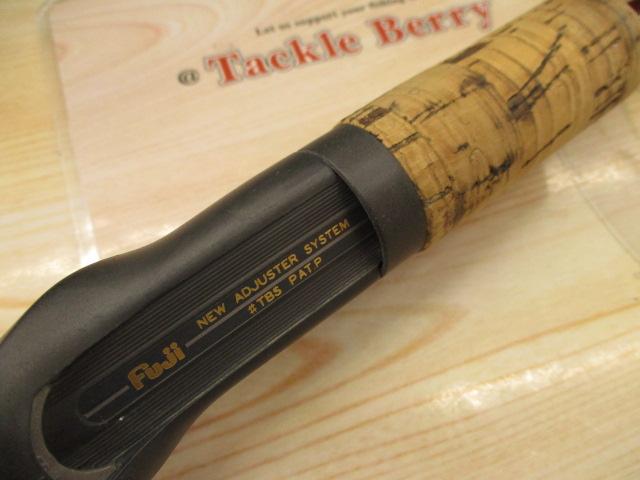 Let us support your fishing
@ Tackle Berry
Fuji NEW ADJUSTER SYSTEM
#TBS PAT P